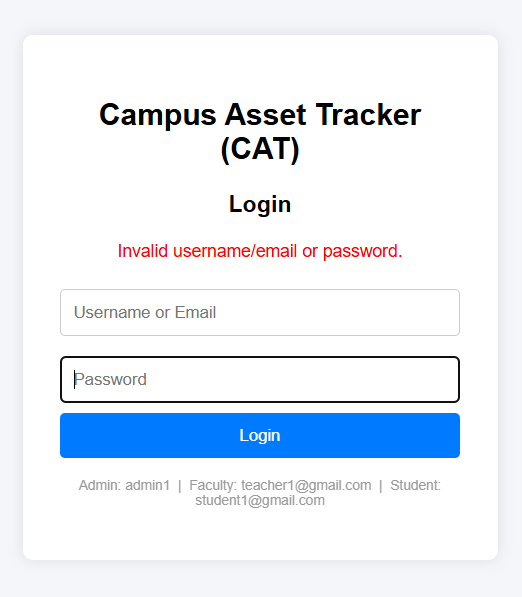 Campus Asset Tracker
(CAT)
Login
Invalid username/email or password.
Username or Email
Password
Login
Admin: admin1 | Faculty: teacher1@gmail.com | Student:
student1@gmail.com